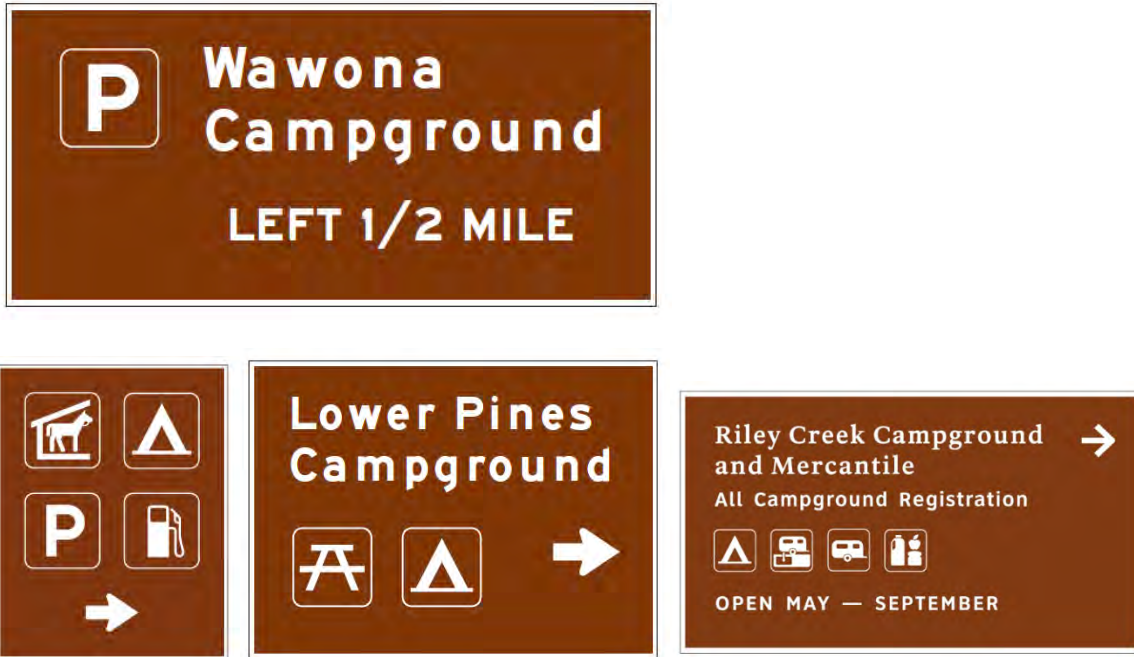 P
Wawona
Campground
LEFT 1/2 MILE
P
Lower Pines
Campground
Riley Creek Campground
and Mercantile
All Campground Registration
OPEN MAY — SEPTEMBER